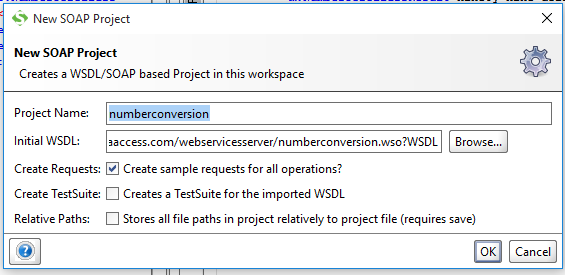 New SOAP Project
New SOAP Project
Creates a WSDL/SOAP based Project in this workspace
Project Name: numberconversion
Initial WSDL: aaccess.com/webservicesserver/numberconversion.wso?WSDL Browse...
Create Requests: Create sample requests for all operations?
Create TestSuite: Creates a TestSuite for the imported WSDL
Relative Paths: Stores all file paths in project relatively to project file (requires save)
? OK Cancel